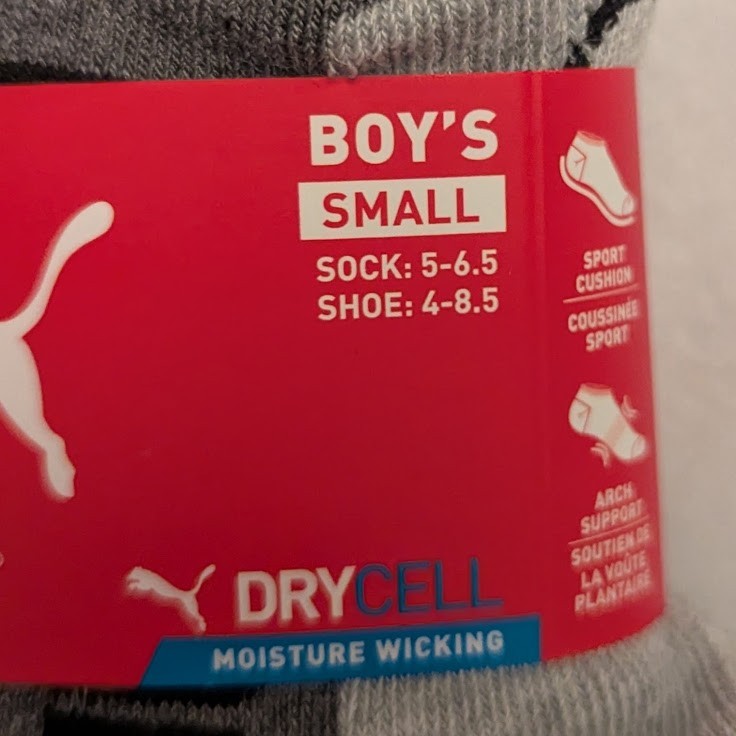 BOY'S
SMALL
SOCK: 5-6.5
SHOE: 4-8.5
SPORT
CUSHION
COUSSINÉE
SPORT
ARCH
SUPPORT
SOUTIEN DE
LA VOÛTE
PLANTAIRE
DRYCELL
MOISTURE WICKING